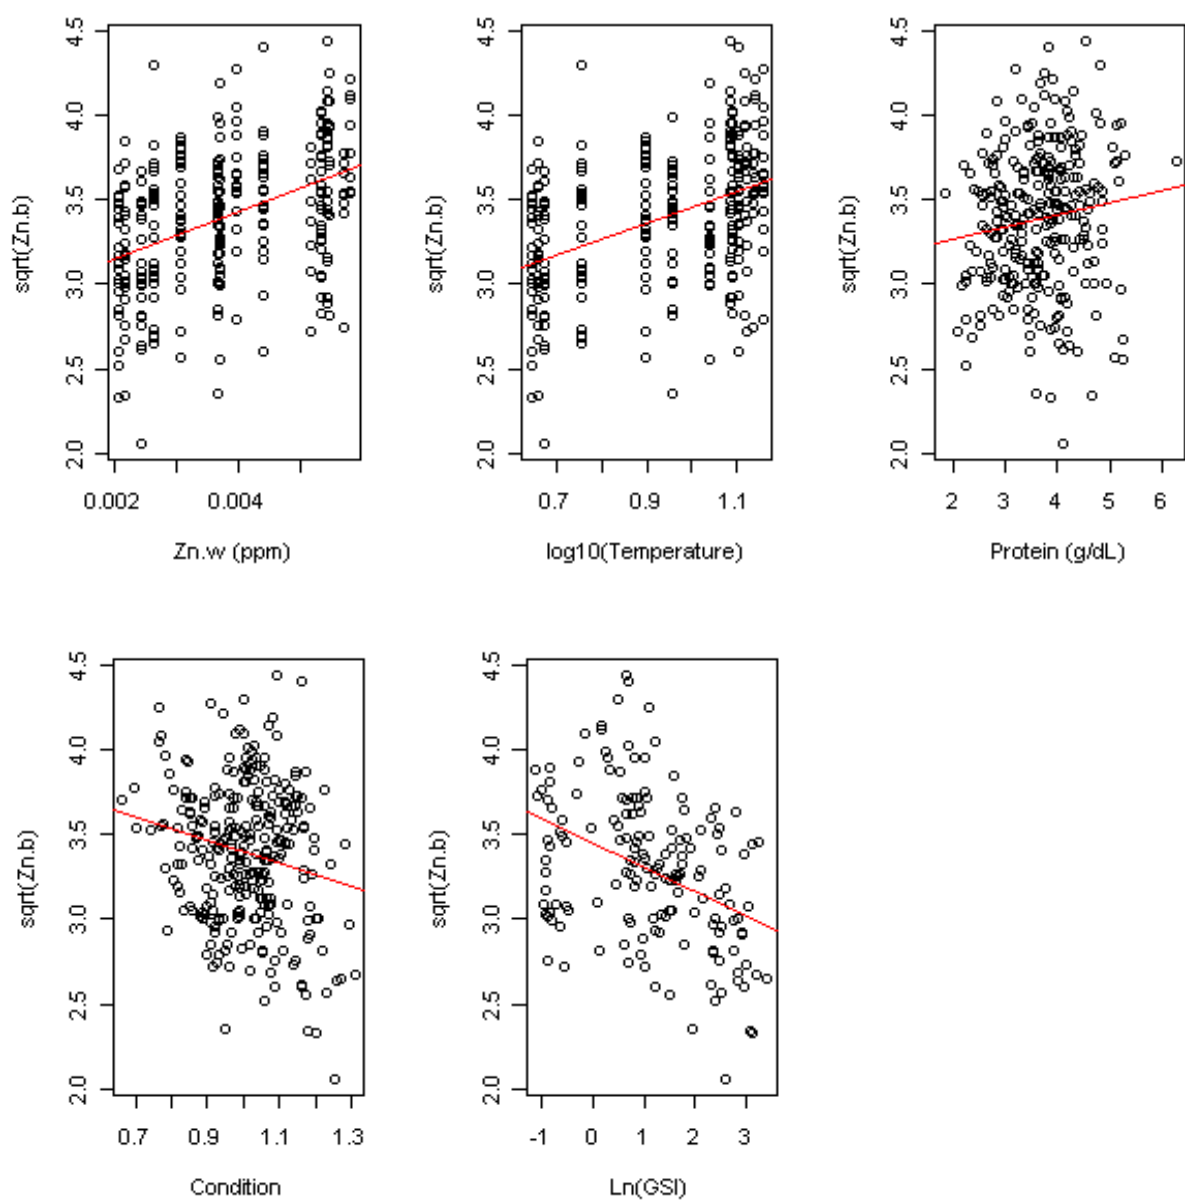 sqrt(Zn.b)
2.0 2.5 3.0 3.5 4.0 4.5
0.002 0.004
Zn.w (ppm)
sqrt(Zn.b)
2.0 2.5 3.0 3.5 4.0 4.5
0.7 0.9 1.1
log10(Temperature)
sqrt(Zn.b)
2.0 2.5 3.0 3.5 4.0 4.5
2 3 4 5 6
Protein (g/dL)
sqrt(Zn.b)
2.0 2.5 3.0 3.5 4.0 4.5
0.7 0.9 1.1 1.3
Condition
sqrt(Zn.b)
2.0 2.5 3.0 3.5 4.0 4.5
-1 0 1 2 3
Ln(GSI)